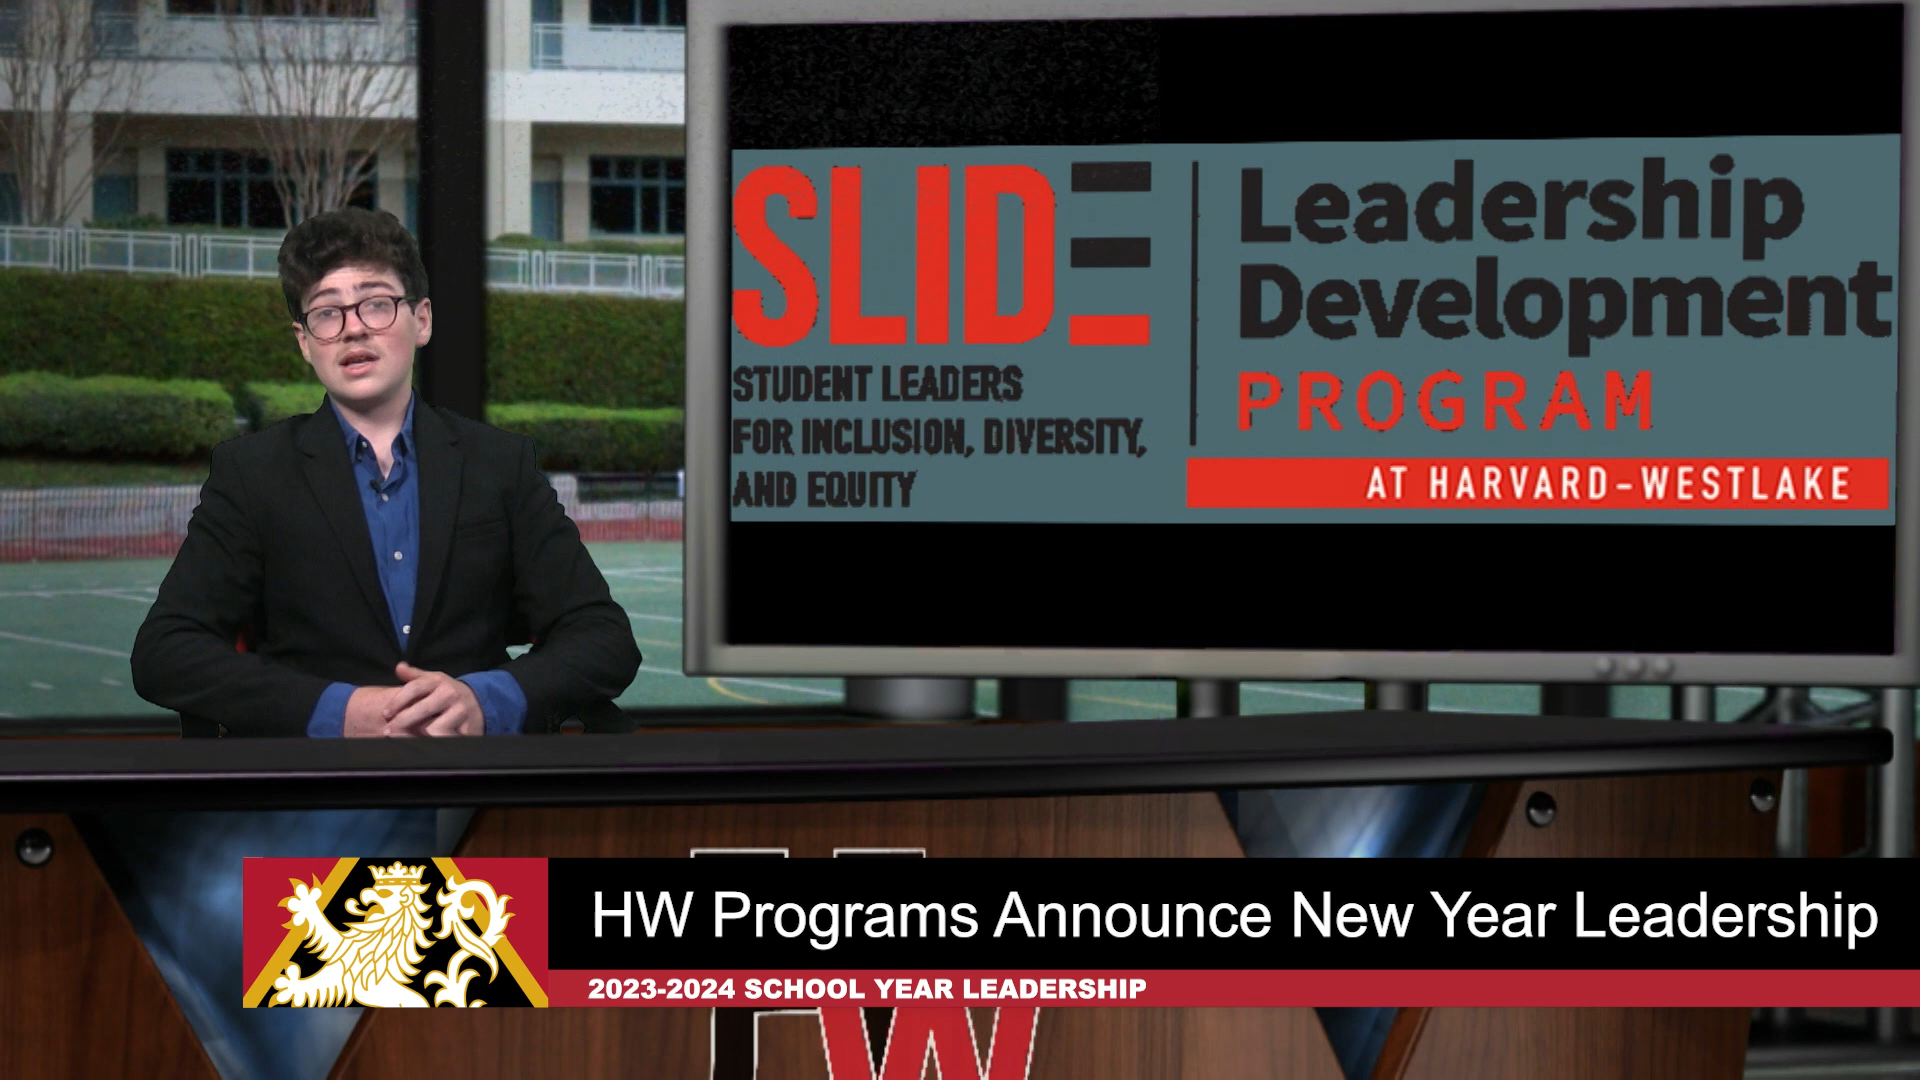 SLIDE
STUDENT LEADERS
FOR INCLUSION, DIVERSITY,
AND EQUITY
Leadership
Development
PROGRAM
AT HARVARD-WESTLAKE
HW Programs Announce New Year Leadership
2023-2024 SCHOOL YEAR LEADERSHIP
HW